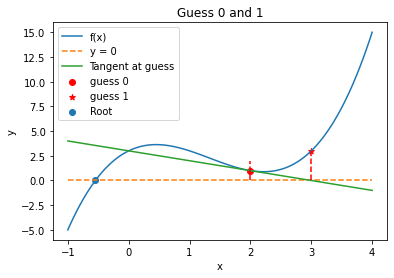 Guess 0 and 1
f(x)
y = 0
Tangent at guess
guess 0
guess 1
Root
y
15.0
12.5
10.0
7.5
5.0
2.5
0.0
−2.5
−5.0
−1
0
1
2
3
4
x